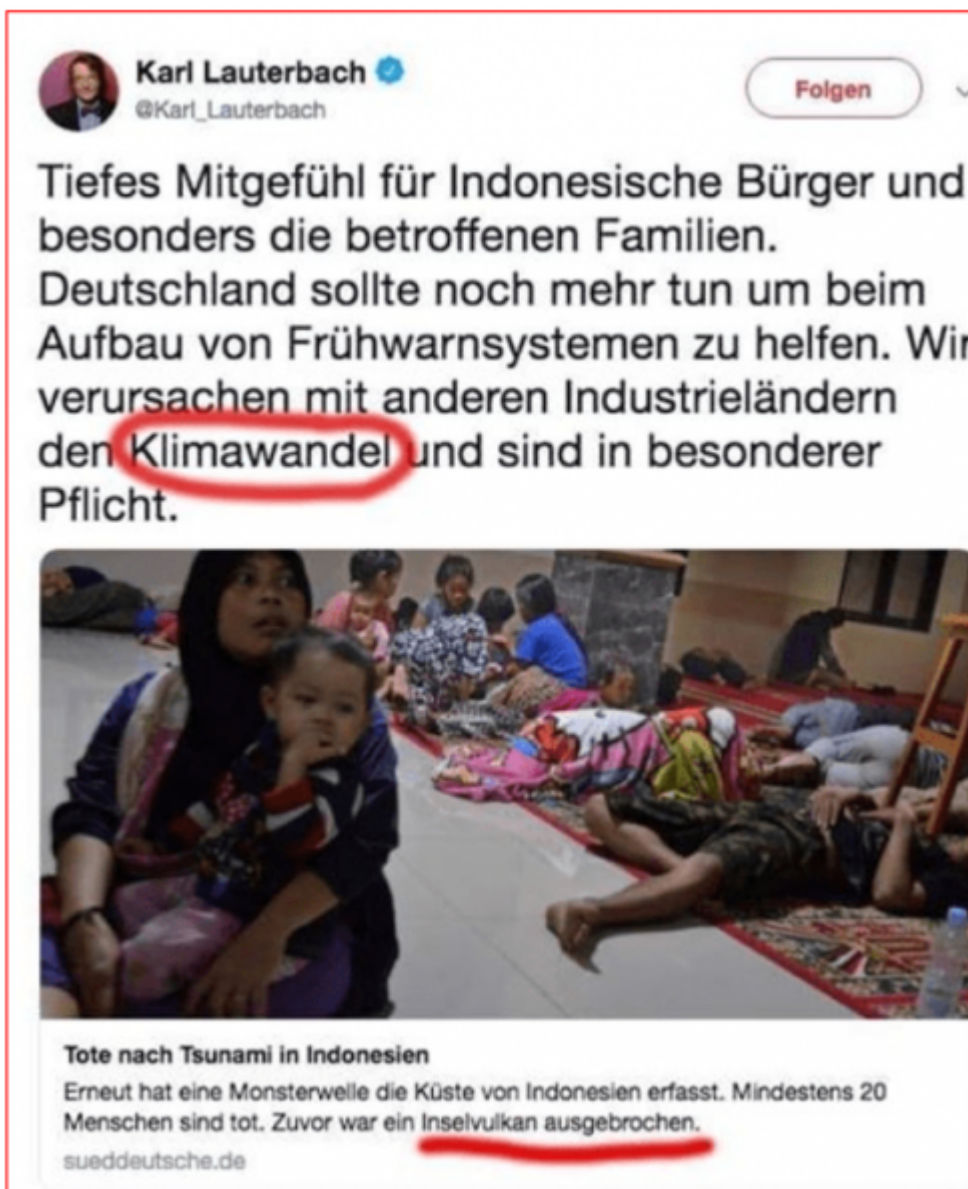 Karl Lauterbach
@Karl_Lauterbach
Folgen
Tiefes Mitgefühl für Indonesische Bürger und
besonders die betroffenen Familien.
Deutschland sollte noch mehr tun um beim
Aufbau von Frühwarnsystemen zu helfen. Wir
verursachen mit anderen Industrieländern
den Klimawandel und sind in besonderer
Pflicht.
Tote nach Tsunami in Indonesien
Erneut hat eine Monsterwelle die Küste von Indonesien erfasst. Mindestens 20
Menschen sind tot. Zuvor war ein Inselvulkan ausgebrochen.
sueddeutsche.de